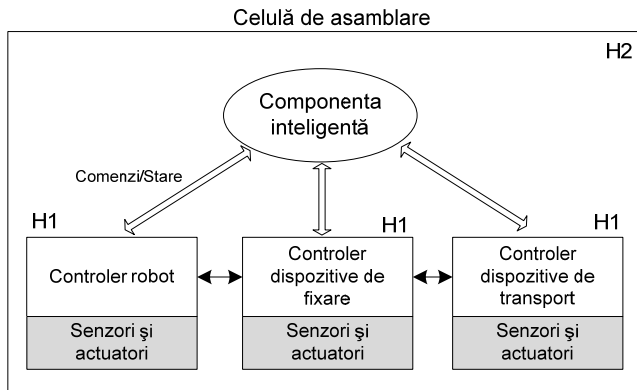 Celulă de asamblare
H2
Componenta
inteligentă
Comenzi/Stare
H1
H1
H1
Controler robot
Controler
dispozitive de
fixare
Controler
dispozitive de
transport
Senzori şi
actuatori
Senzori şi
actuatori
Senzori şi
actuatori